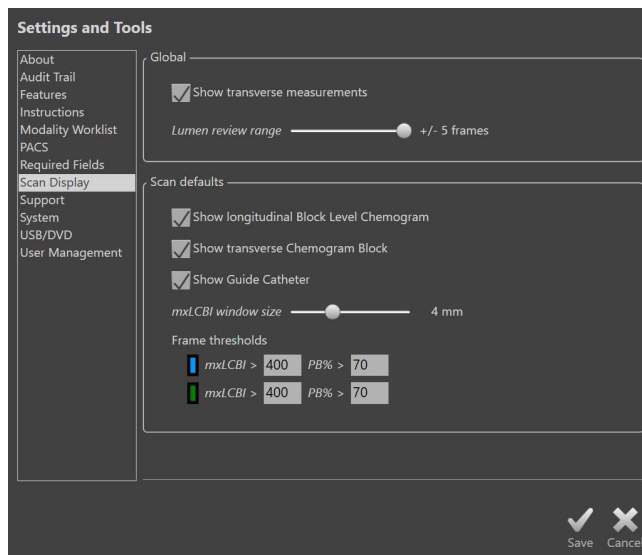 Settings and Tools
About
Audit Trail
Features
Instructions
Modality Worklist
PACS
Required Fields
Scan Display
Support
System
USB/DVD
User Management
Global
Show transverse measurements
Lumen review range +/- 5 frames
Scan defaults
Show longitudinal Block Level Chemogram
Show transverse Chemogram Block
Show Guide Catheter
mxLCBI window size 4 mm
Frame thresholds
mxLCBI > 400 PB% > 70
mxLCBI > 400 PB% > 70
Save Cancel